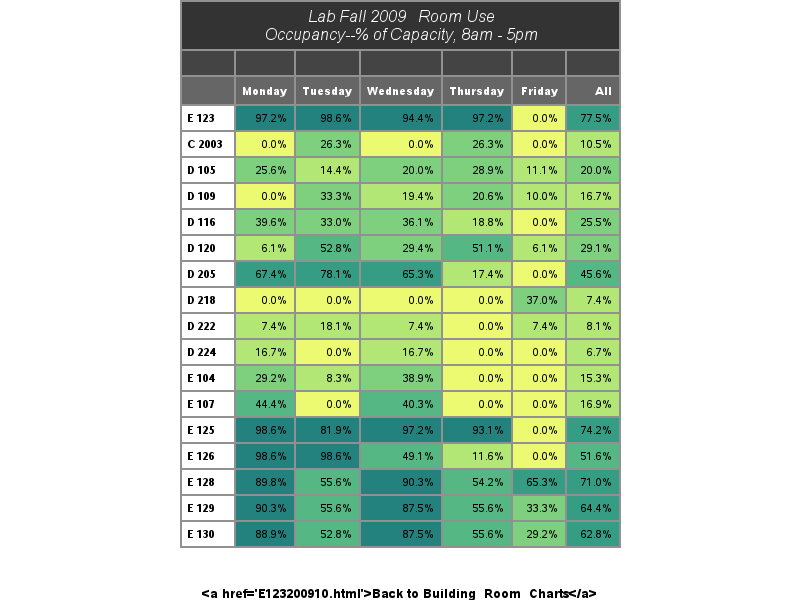 Lab Fall 2009 Room Use
Occupancy--% of Capacity, 8am - 5pm
Monday Tuesday Wednesday Thursday Friday All
E 123 97.2% 98.6% 94.4% 97.2% 0.0% 77.5%
C 2003 0.0% 26.3% 0.0% 26.3% 0.0% 10.5%
D 105 25.6% 14.4% 20.0% 28.9% 11.1% 20.0%
D 109 0.0% 33.3% 19.4% 20.6% 10.0% 16.7%
D 116 39.6% 33.0% 36.1% 18.8% 0.0% 25.5%
D 120 6.1% 52.8% 29.4% 51.1% 6.1% 29.1%
D 205 67.4% 78.1% 65.3% 17.4% 0.0% 45.6%
D 218 0.0% 0.0% 0.0% 0.0% 37.0% 7.4%
D 222 7.4% 18.1% 7.4% 0.0% 7.4% 8.1%
D 224 16.7% 0.0% 16.7% 0.0% 0.0% 6.7%
E 104 29.2% 8.3% 38.9% 0.0% 0.0% 15.3%
E 107 44.4% 0.0% 40.3% 0.0% 0.0% 16.9%
E 125 98.6% 81.9% 97.2% 93.1% 0.0% 74.2%
E 126 98.6% 98.6% 49.1% 11.6% 0.0% 51.6%
E 128 89.8% 55.6% 90.3% 54.2% 65.3% 71.0%
E 129 90.3% 55.6% 87.5% 55.6% 33.3% 64.4%
E 130 88.9% 52.8% 87.5% 55.6% 29.2% 62.8%
<a href='E123200910.html'>Back to Building Room Charts</a>